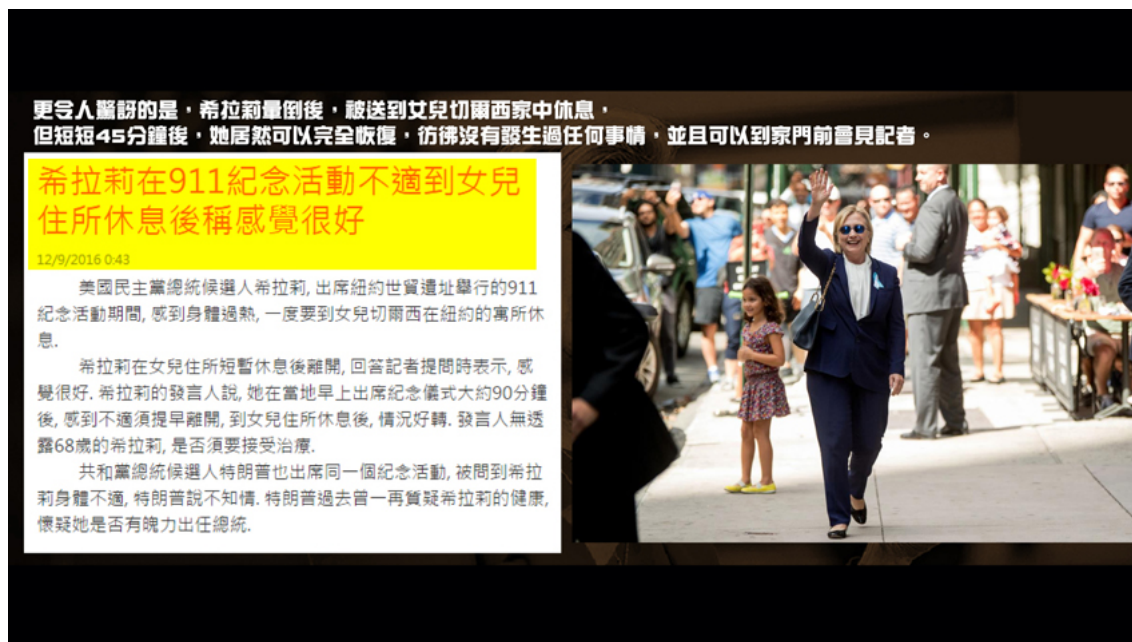 更令人驚訝的是，希拉莉暈倒後，被送到女兒切爾西家中休息，
但短短45分鐘後，她居然可以完全恢復，彷彿沒有發生過任何事情，並且可以到家門前會見記者。
希拉莉在911紀念活動不適到女兒
住所休息後稱感覺很好
12/9/2016 0:43
美國民主黨總統候選人希拉莉, 出席紐約世貿遺址舉行的911
紀念活動期間, 感到身體過熱, 一度要到女兒切爾西在紐約的寓所休
息.
希拉莉在女兒住所短暫休息後離開, 回答記者提問時表示, 感
覺很好. 希拉莉的發言人說, 她在當地早上出席紀念儀式大約90分鐘
後, 感到不適須提早離開, 到女兒住所休息後, 情況好轉. 發言人無透
露68歲的希拉莉, 是否須要接受治療.
共和黨總統候選人特朗普也出席同一個紀念活動, 被問到希拉
莉身體不適, 特朗普說不知情. 特朗普過去曾一再質疑希拉莉的健康,
懷疑她是否有魄力出任總統.